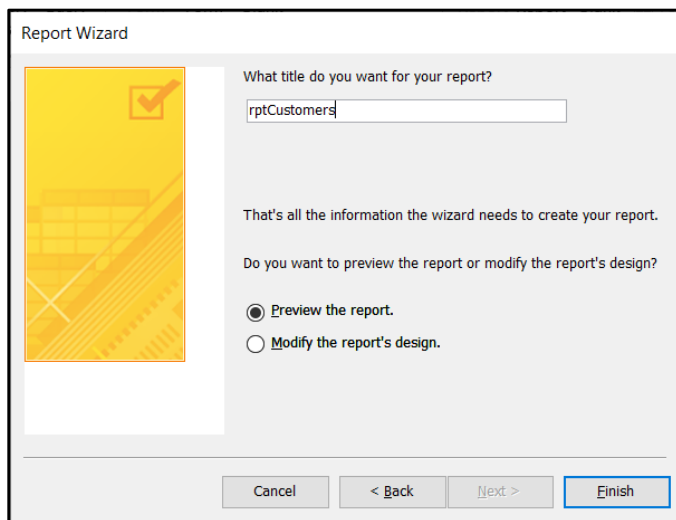 Report Wizard
What title do you want for your report?
rptCustomers
That's all the information the wizard needs to create your report.
Do you want to preview the report or modify the report's design?
Preview the report.
Modify the report's design.
Cancel
< Back
Next >
Finish